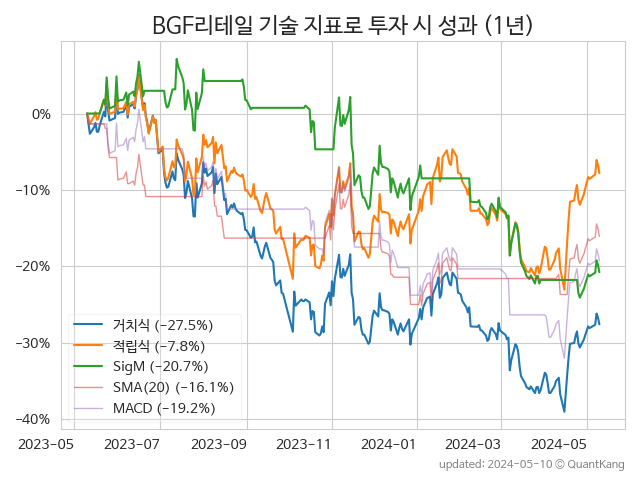 BGF리테일 기술 지표로 투자 시 성과 (1년)
0%
−10%
−20%
−30%
−40%
거치식 (−27.5%)
적립식 (−7.8%)
SigM (−20.7%)
SMA(20) (−16.1%)
MACD (−19.2%)
2023−05 2023−07 2023−09 2023−11 2024−01 2024−03 2024−05
updated: 2024−05−10 © QuantKang